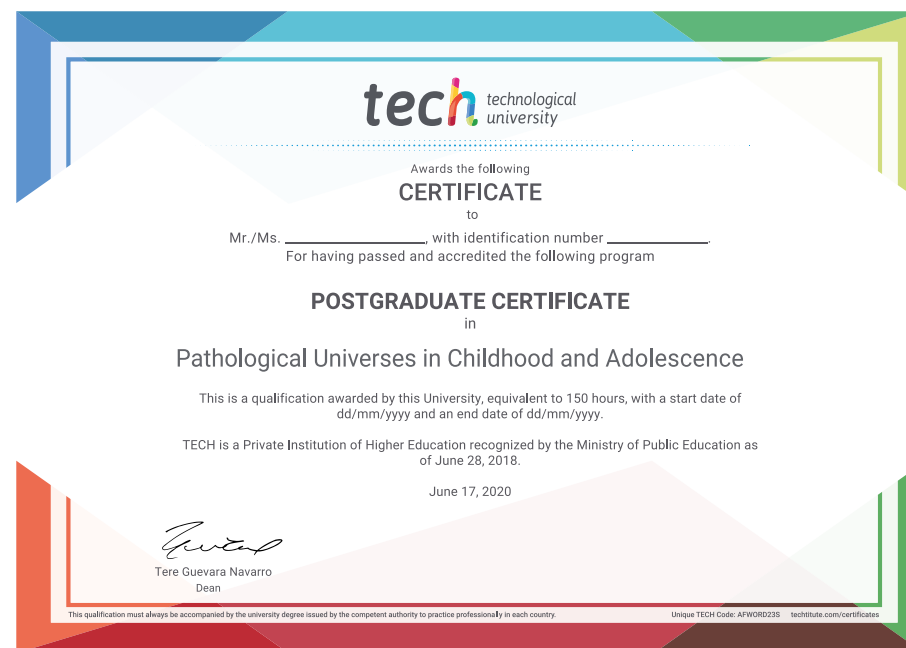 tech technological
university
Awards the following
CERTIFICATE
to
Mr./Ms. ____________________, with identification number ______________.
For having passed and accredited the following program
POSTGRADUATE CERTIFICATE
in
Pathological Universes in Childhood and Adolescence
This is a qualification awarded by this University, equivalent to 150 hours, with a start date of
dd/mm/yyyy and an end date of dd/mm/yyyy.
TECH is a Private Institution of Higher Education recognized by the Ministry of Public Education as
of June 28, 2018.
June 17, 2020
Tere Guevara Navarro
Dean
This qualification must always be accompanied by the university degree issued by the competent authority to practice professionally in each country.
Unique TECH Code: AFWORD23S techtitute.com/certificates